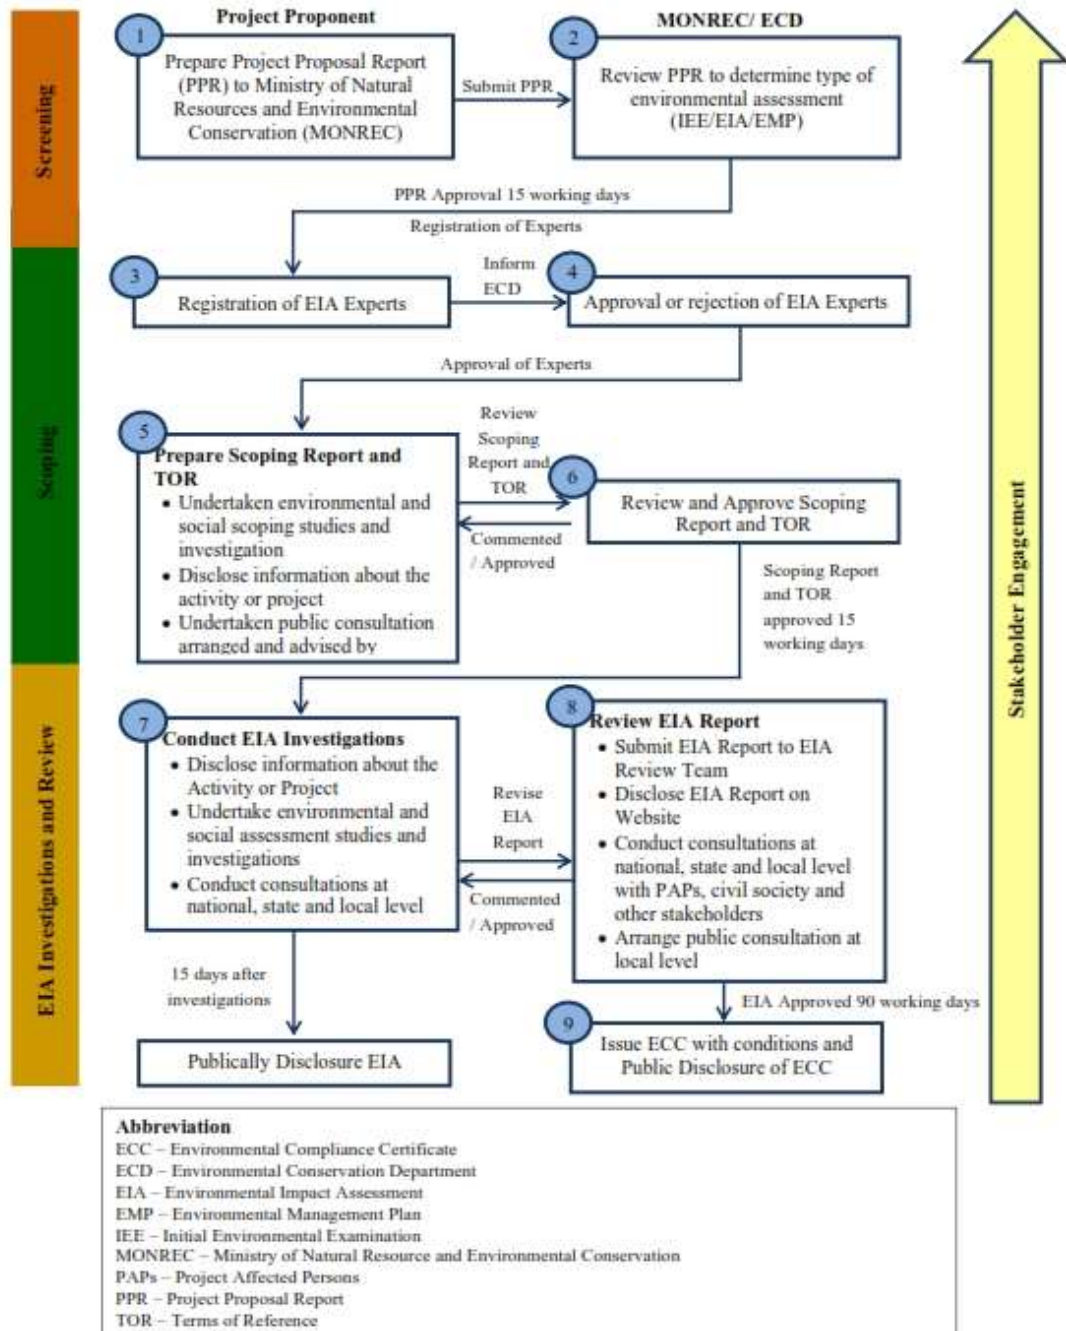 Project Proponent
MONREC/ ECD
Screening
1
Prepare Project Proposal Report
(PPR) to Ministry of Natural
Resources and Environmental
Conservation (MONREC)
Submit PPR
2
Review PPR to determine type of
environmental assessment
(IEE/EIA/EMP)
PPR Approval 15 working days
Registration of Experts
Scoping
3
Registration of EIA Experts
Inform
ECD
4
Approval or rejection of EIA Experts
Approval of Experts
5
Prepare Scoping Report and
TOR
• Undertaken environmental and
social scoping studies and
investigation
• Disclose information about the
activity or project
• Undertaken public consultation
arranged and advised by
Review
Scoping
Report and
TOR
Commented
/ Approved
6
Review and Approve Scoping
Report and TOR
Scoping Report
and TOR
approved 15
working days
EIA Investigations and Review
7
Conduct EIA Investigations
• Disclose information about the
Activity or Project
• Undertake environmental and
social assessment studies and
investigations
• Conduct consultations at
national, state and local level
Revise
EIA
Report
Commented
/ Approved
8
Review EIA Report
• Submit EIA Report to EIA
Review Team
• Disclose EIA Report on
Website
• Conduct consultations at
national, state and local level
with PAPs, civil society and
other stakeholders
• Arrange public consultation at
local level
15 days after
investigations
EIA Approved 90 working days
Publically Disclosure EIA
9
Issue ECC with conditions and
Public Disclosure of ECC
Stakeholder Engagement
Abbreviation
ECC – Environmental Compliance Certificate
ECD – Environmental Conservation Department
EIA – Environmental Impact Assessment
EMP – Environmental Management Plan
IEE – Initial Environmental Examination
MONREC – Ministry of Natural Resource and Environmental Conservation
PAPs – Project Affected Persons
PPR – Project Proposal Report
TOR – Terms of Reference